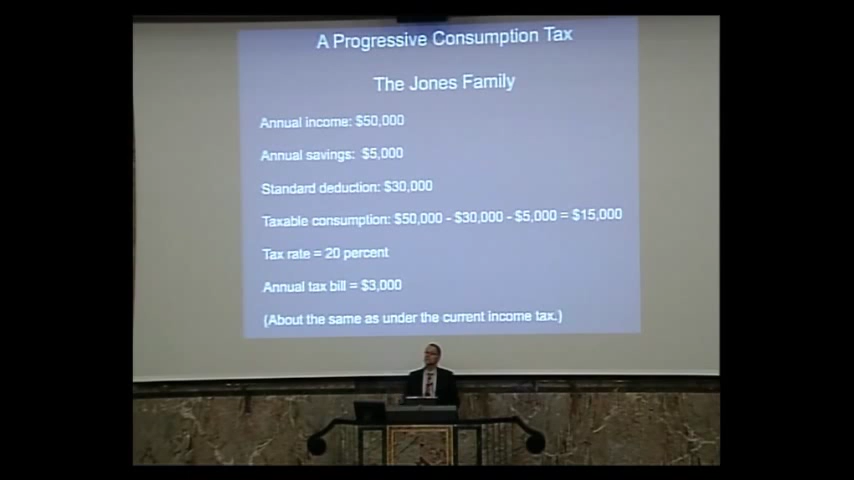 A Progressive Consumption Tax
The Jones Family
Annual income: $50,000
Annual savings: $5,000
Standard deduction: $30,000
Taxable consumption: $50,000 - $30,000 - $5,000 = $15,000
Tax rate = 20 percent
Annual tax bill = $3,000
(About the same as under the current income tax.)